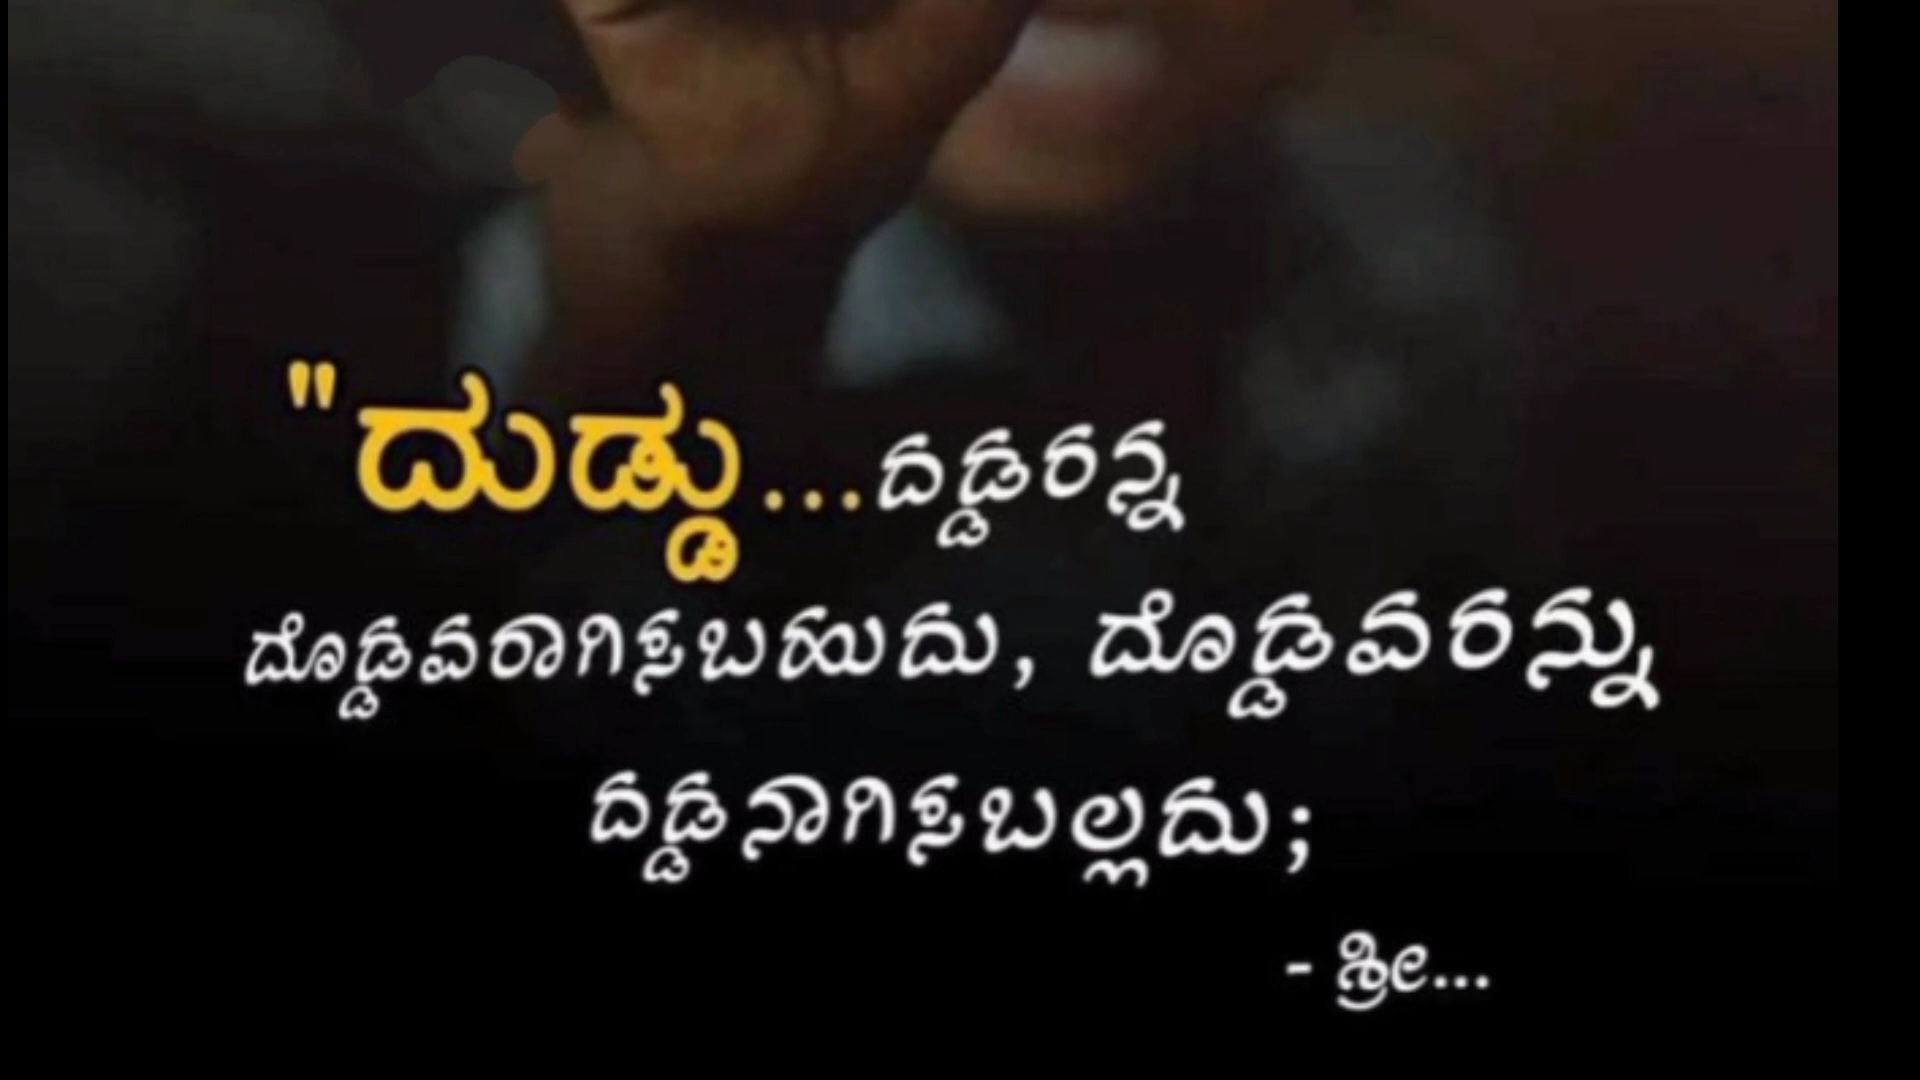 "ದುಡ್ಡು...ದಡ್ಡರನ್ನ
ದೊಡ್ಡವರಾಗಿಸಬಹುದು, ದೊಡ್ಡವರನ್ನು
ದಡ್ಡನಾಗಿಸಬಲ್ಲದು;
- ಶ್ರೀ...